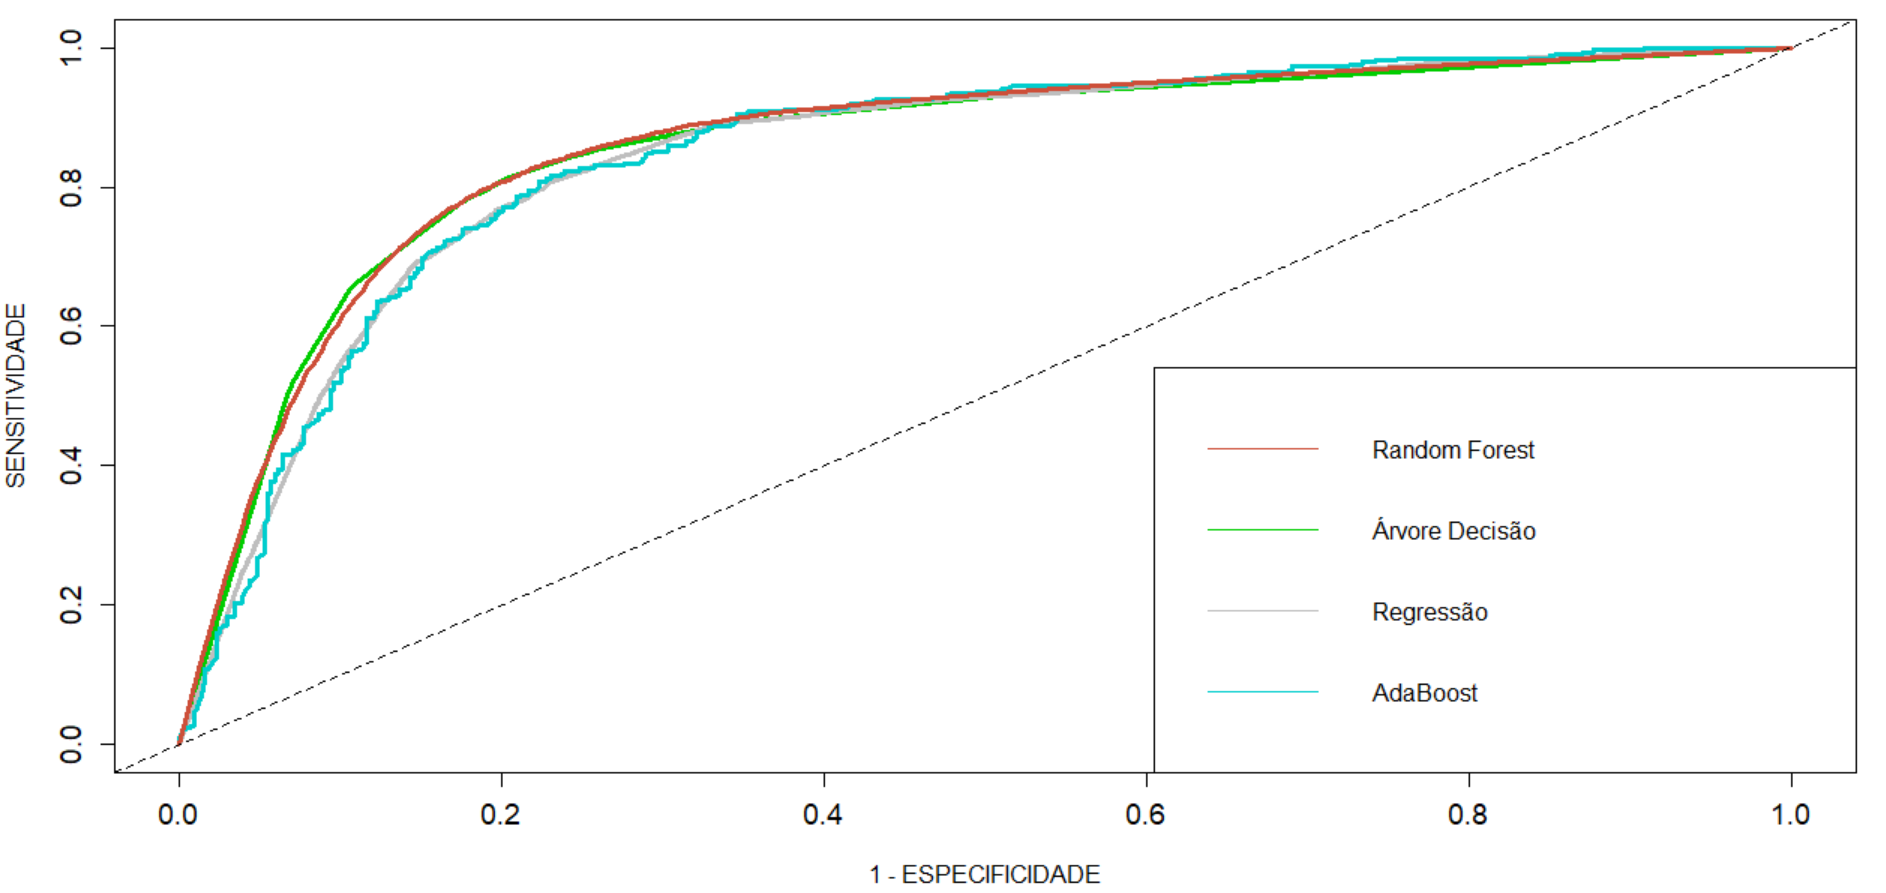 SENSITIVIDADE
1.0
0.8
0.6
0.4
0.2
0.0
Random Forest
Árvore Decisão
Regressão
AdaBoost
0.0 0.2 0.4 0.6 0.8 1.0
1 - ESPECIFICIDADE